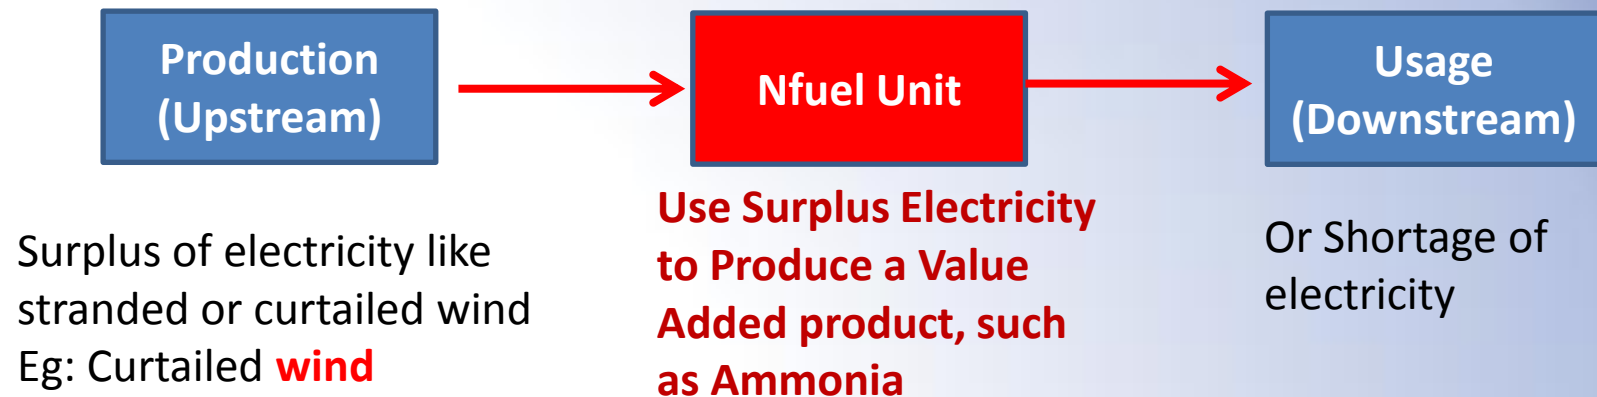 Production
(Upstream)
Nfuel Unit
Usage
(Downstream)
Surplus of electricity like
stranded or curtailed wind
Eg: Curtailed wind
Use Surplus Electricity
to Produce a Value
Added product, such
as Ammonia
Or Shortage of
electricity